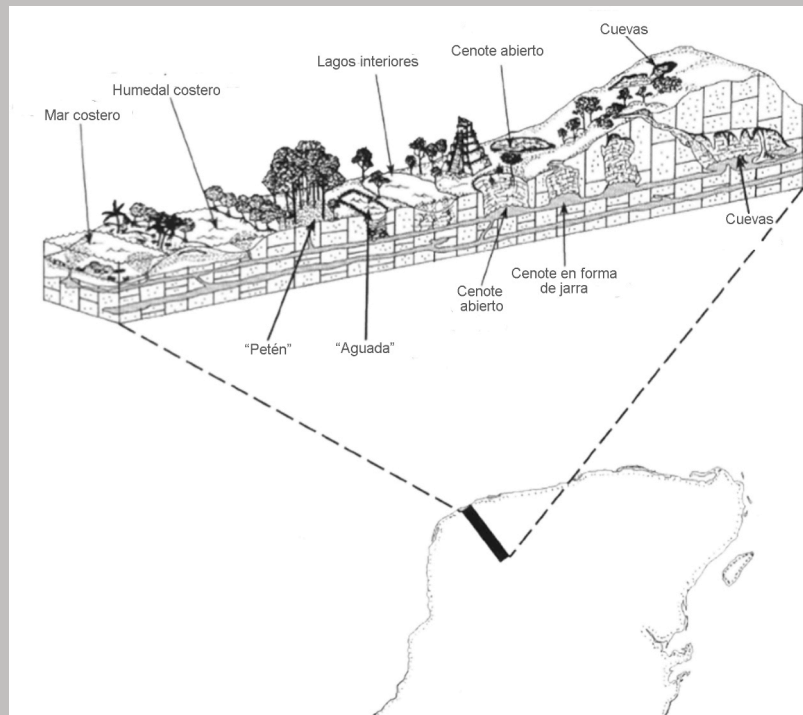 Cuevas
Cenote abierto
Lagos interiores
Humedal costero
Mar costero
Cuevas
Cenote en forma
de jarra
Cenote
abierto
“Petén”
“Aguada”